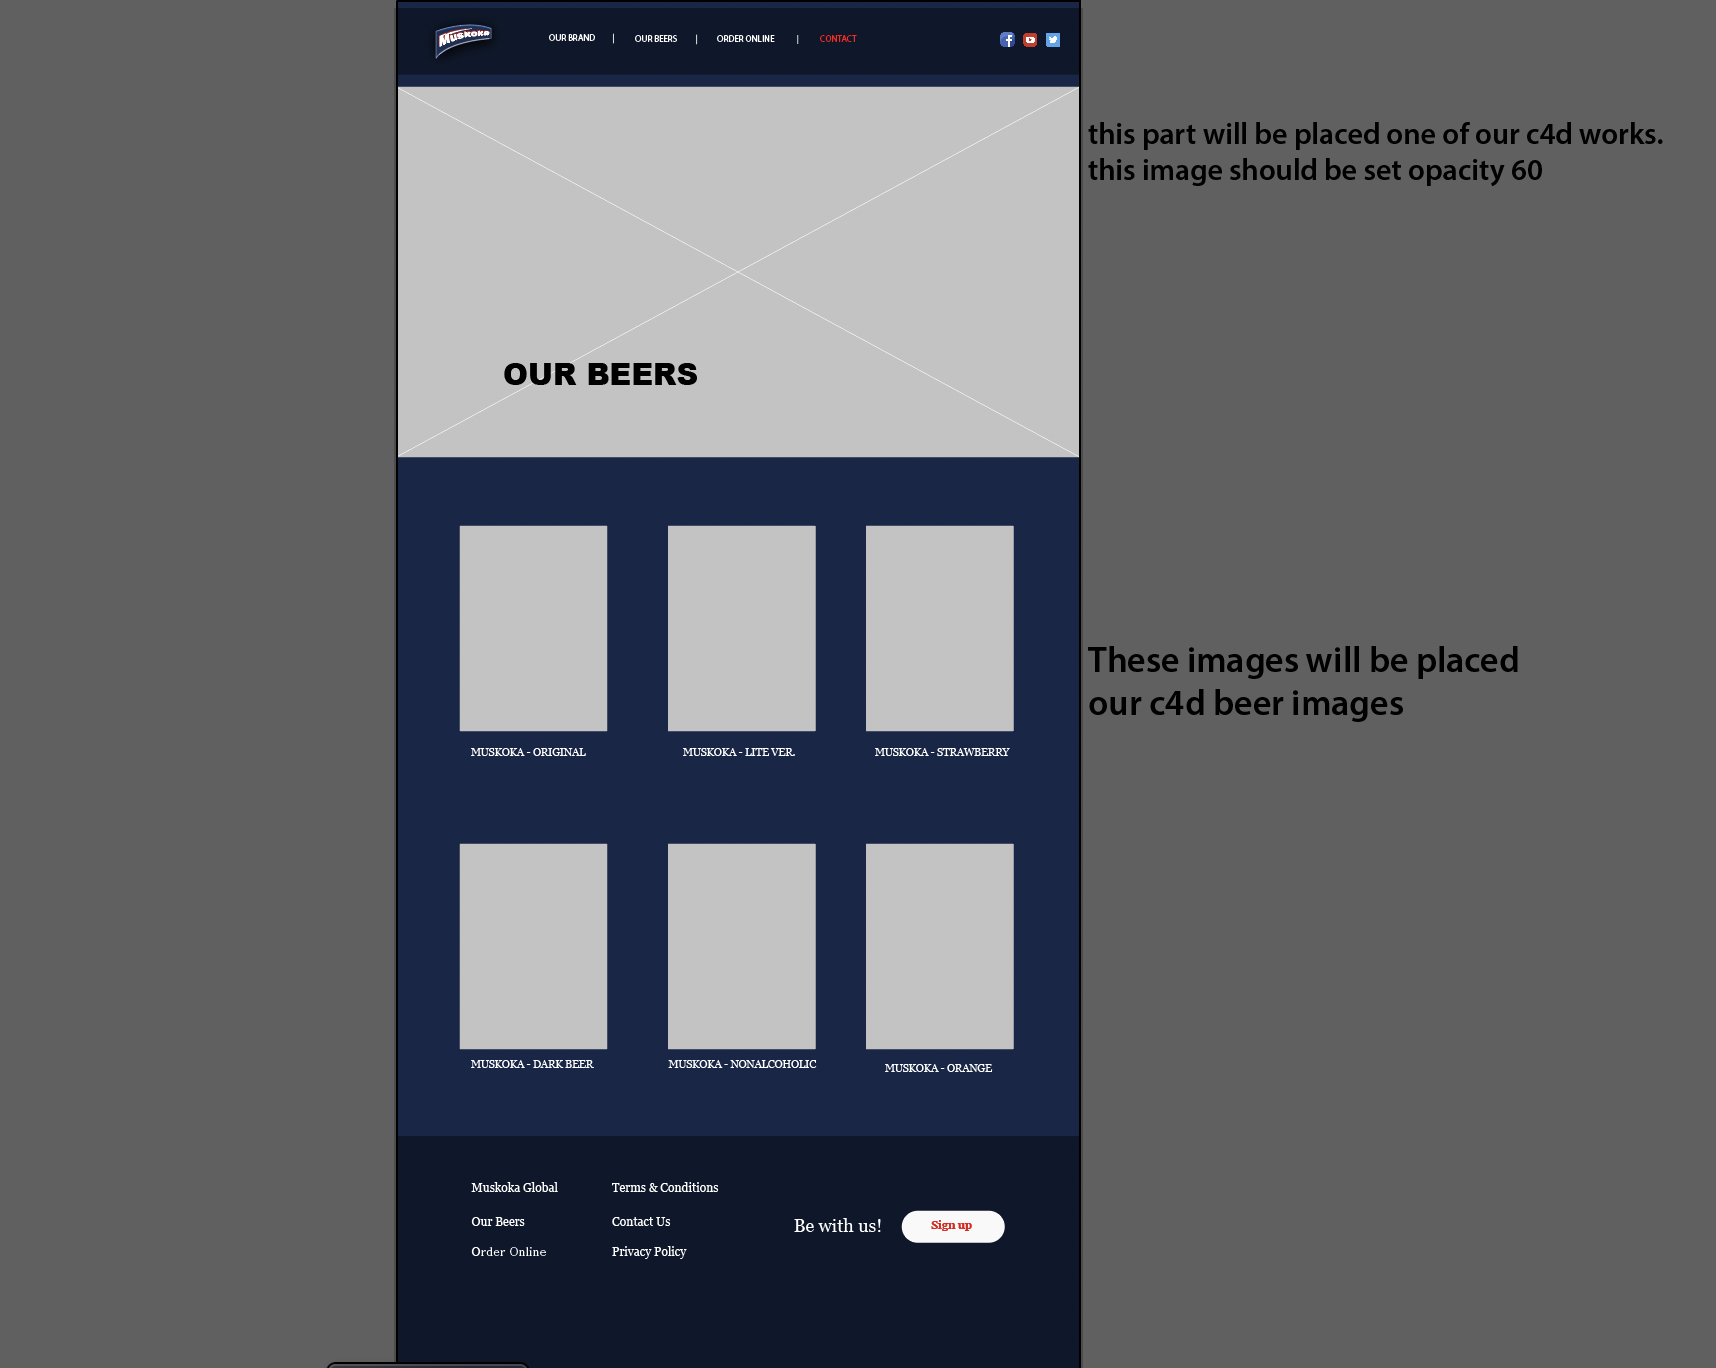 Muskoka
OUR BRAND | OUR BEERS | ORDER ONLINE | CONTACT
this part will be placed one of our c4d works.
this image should be set opacity 60
OUR BEERS
These images will be placed
our c4d beer images
MUSKOKA - ORIGINAL
MUSKOKA - LITE VER.
MUSKOKA - STRAWBERRY
MUSKOKA - DARK BEER
MUSKOKA - NONALCOHOLIC
MUSKOKA - ORANGE
Muskoka Global
Our Beers
Order Online
Terms & Conditions
Contact Us
Privacy Policy
Be with us!
Sign up